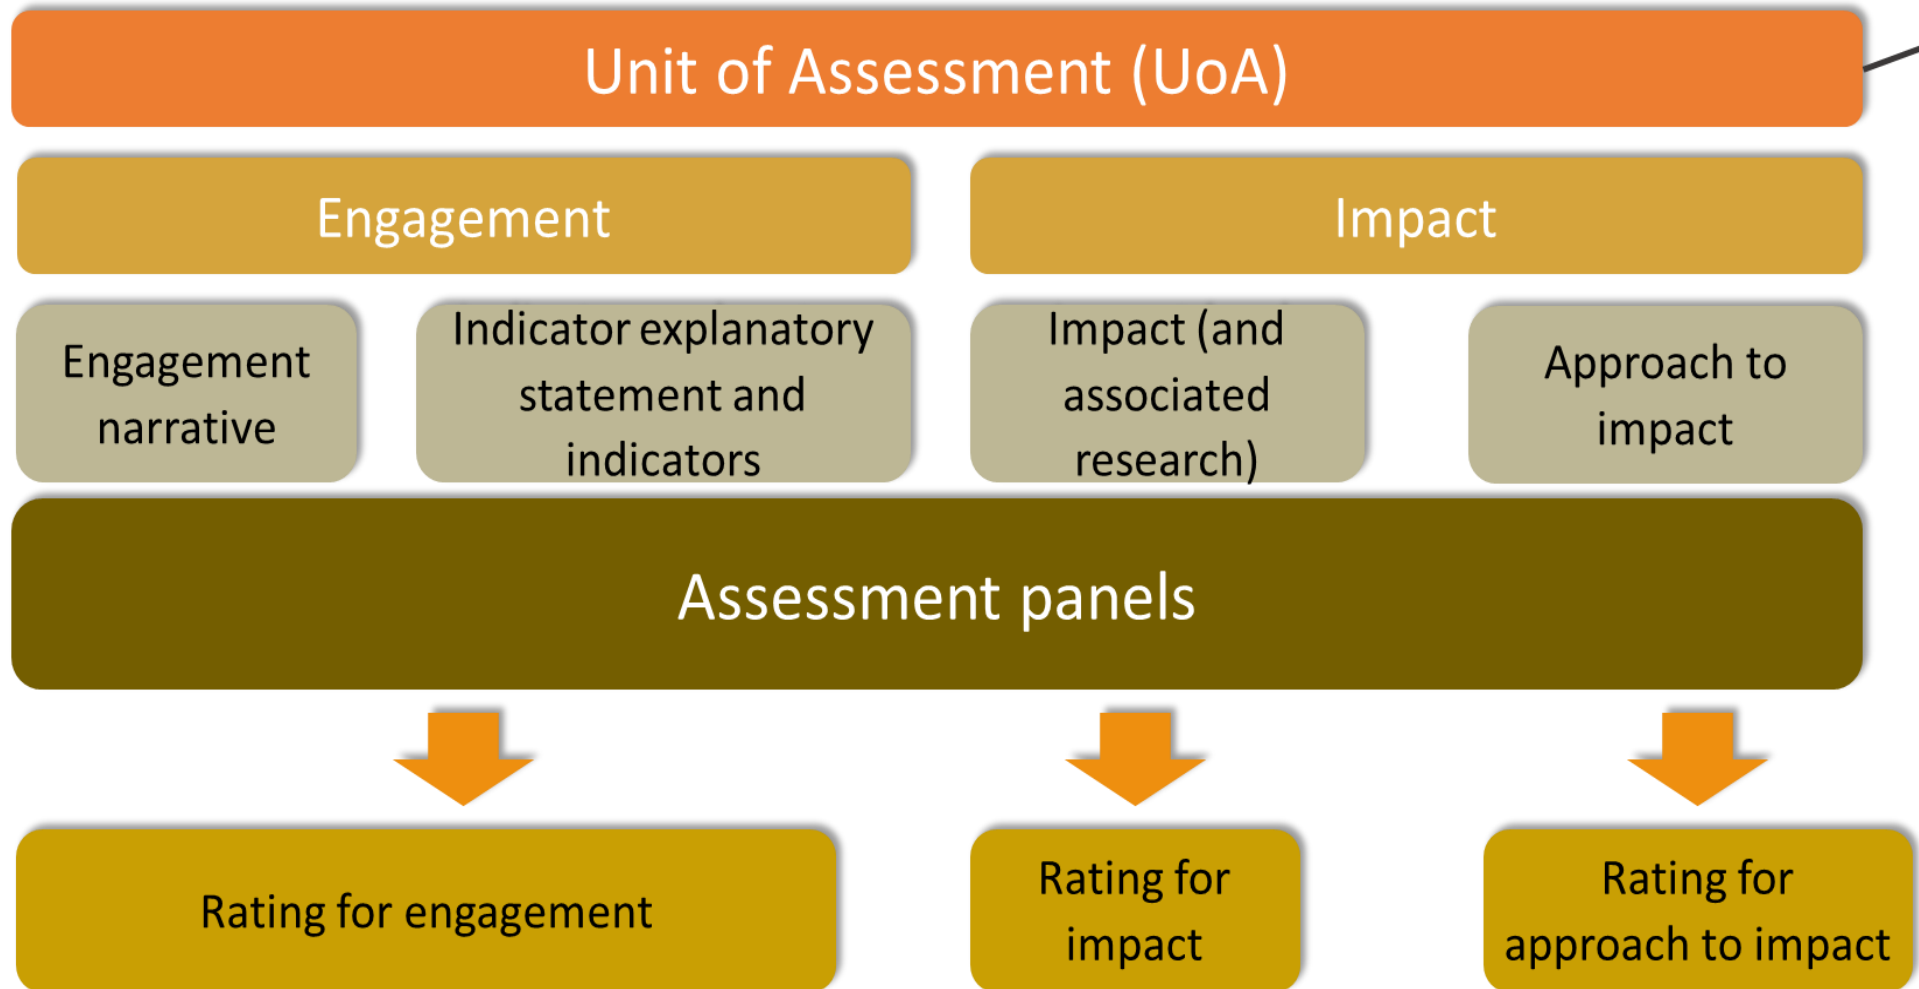 Unit of Assessment (UoA)
Engagement
Impact
Engagement
narrative
Indicator explanatory
statement and
indicators
Impact (and
associated
research)
Approach to
impact
Assessment panels
Rating for engagement
Rating for
impact
Rating for
approach to impact